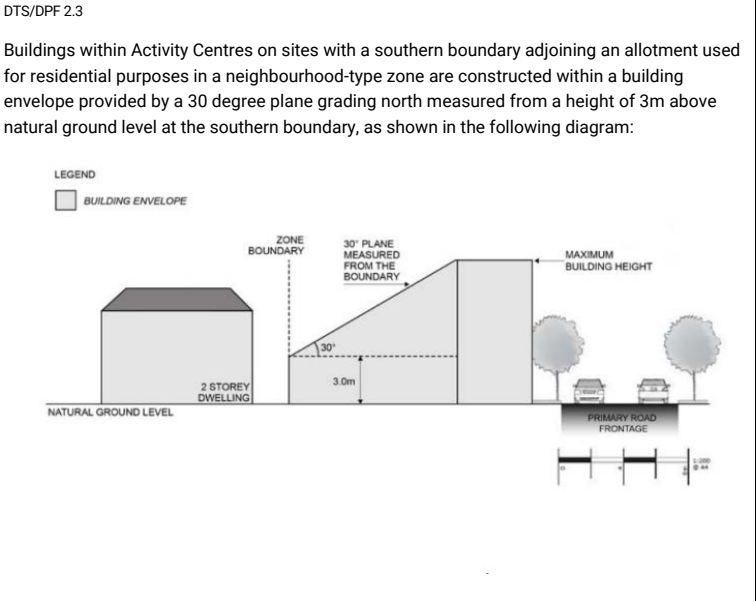 DTS/DPF 2.3
Buildings within Activity Centres on sites with a southern boundary adjoining an allotment used
for residential purposes in a neighbourhood-type zone are constructed within a building
envelope provided by a 30 degree plane grading north measured from a height of 3m above
natural ground level at the southern boundary, as shown in the following diagram:
LEGEND
BUILDING ENVELOPE
ZONE
BOUNDARY
30° PLANE
MEASURED
FROM THE
BOUNDARY
MAXIMUM
BUILDING HEIGHT
30°
3.0m
2 STOREY
DWELLING
NATURAL GROUND LEVEL
PRIMARY ROAD
FRONTAGE
0
1:200
@ A4